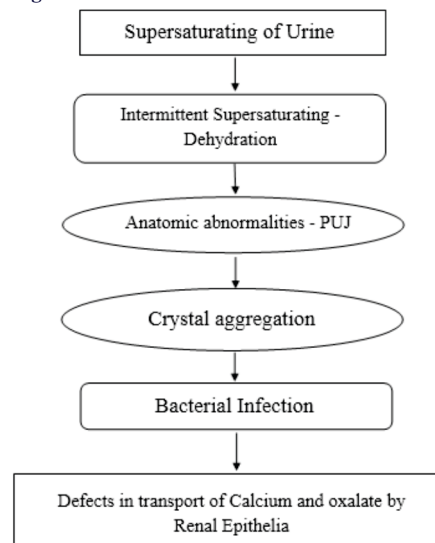 Supersaturating of Urine
Intermittent Supersaturating -
Dehydration
Anatomic abnormalities - PUJ
Crystal aggregation
Bacterial Infection
Defects in transport of Calcium and oxalate by
Renal Epithelia